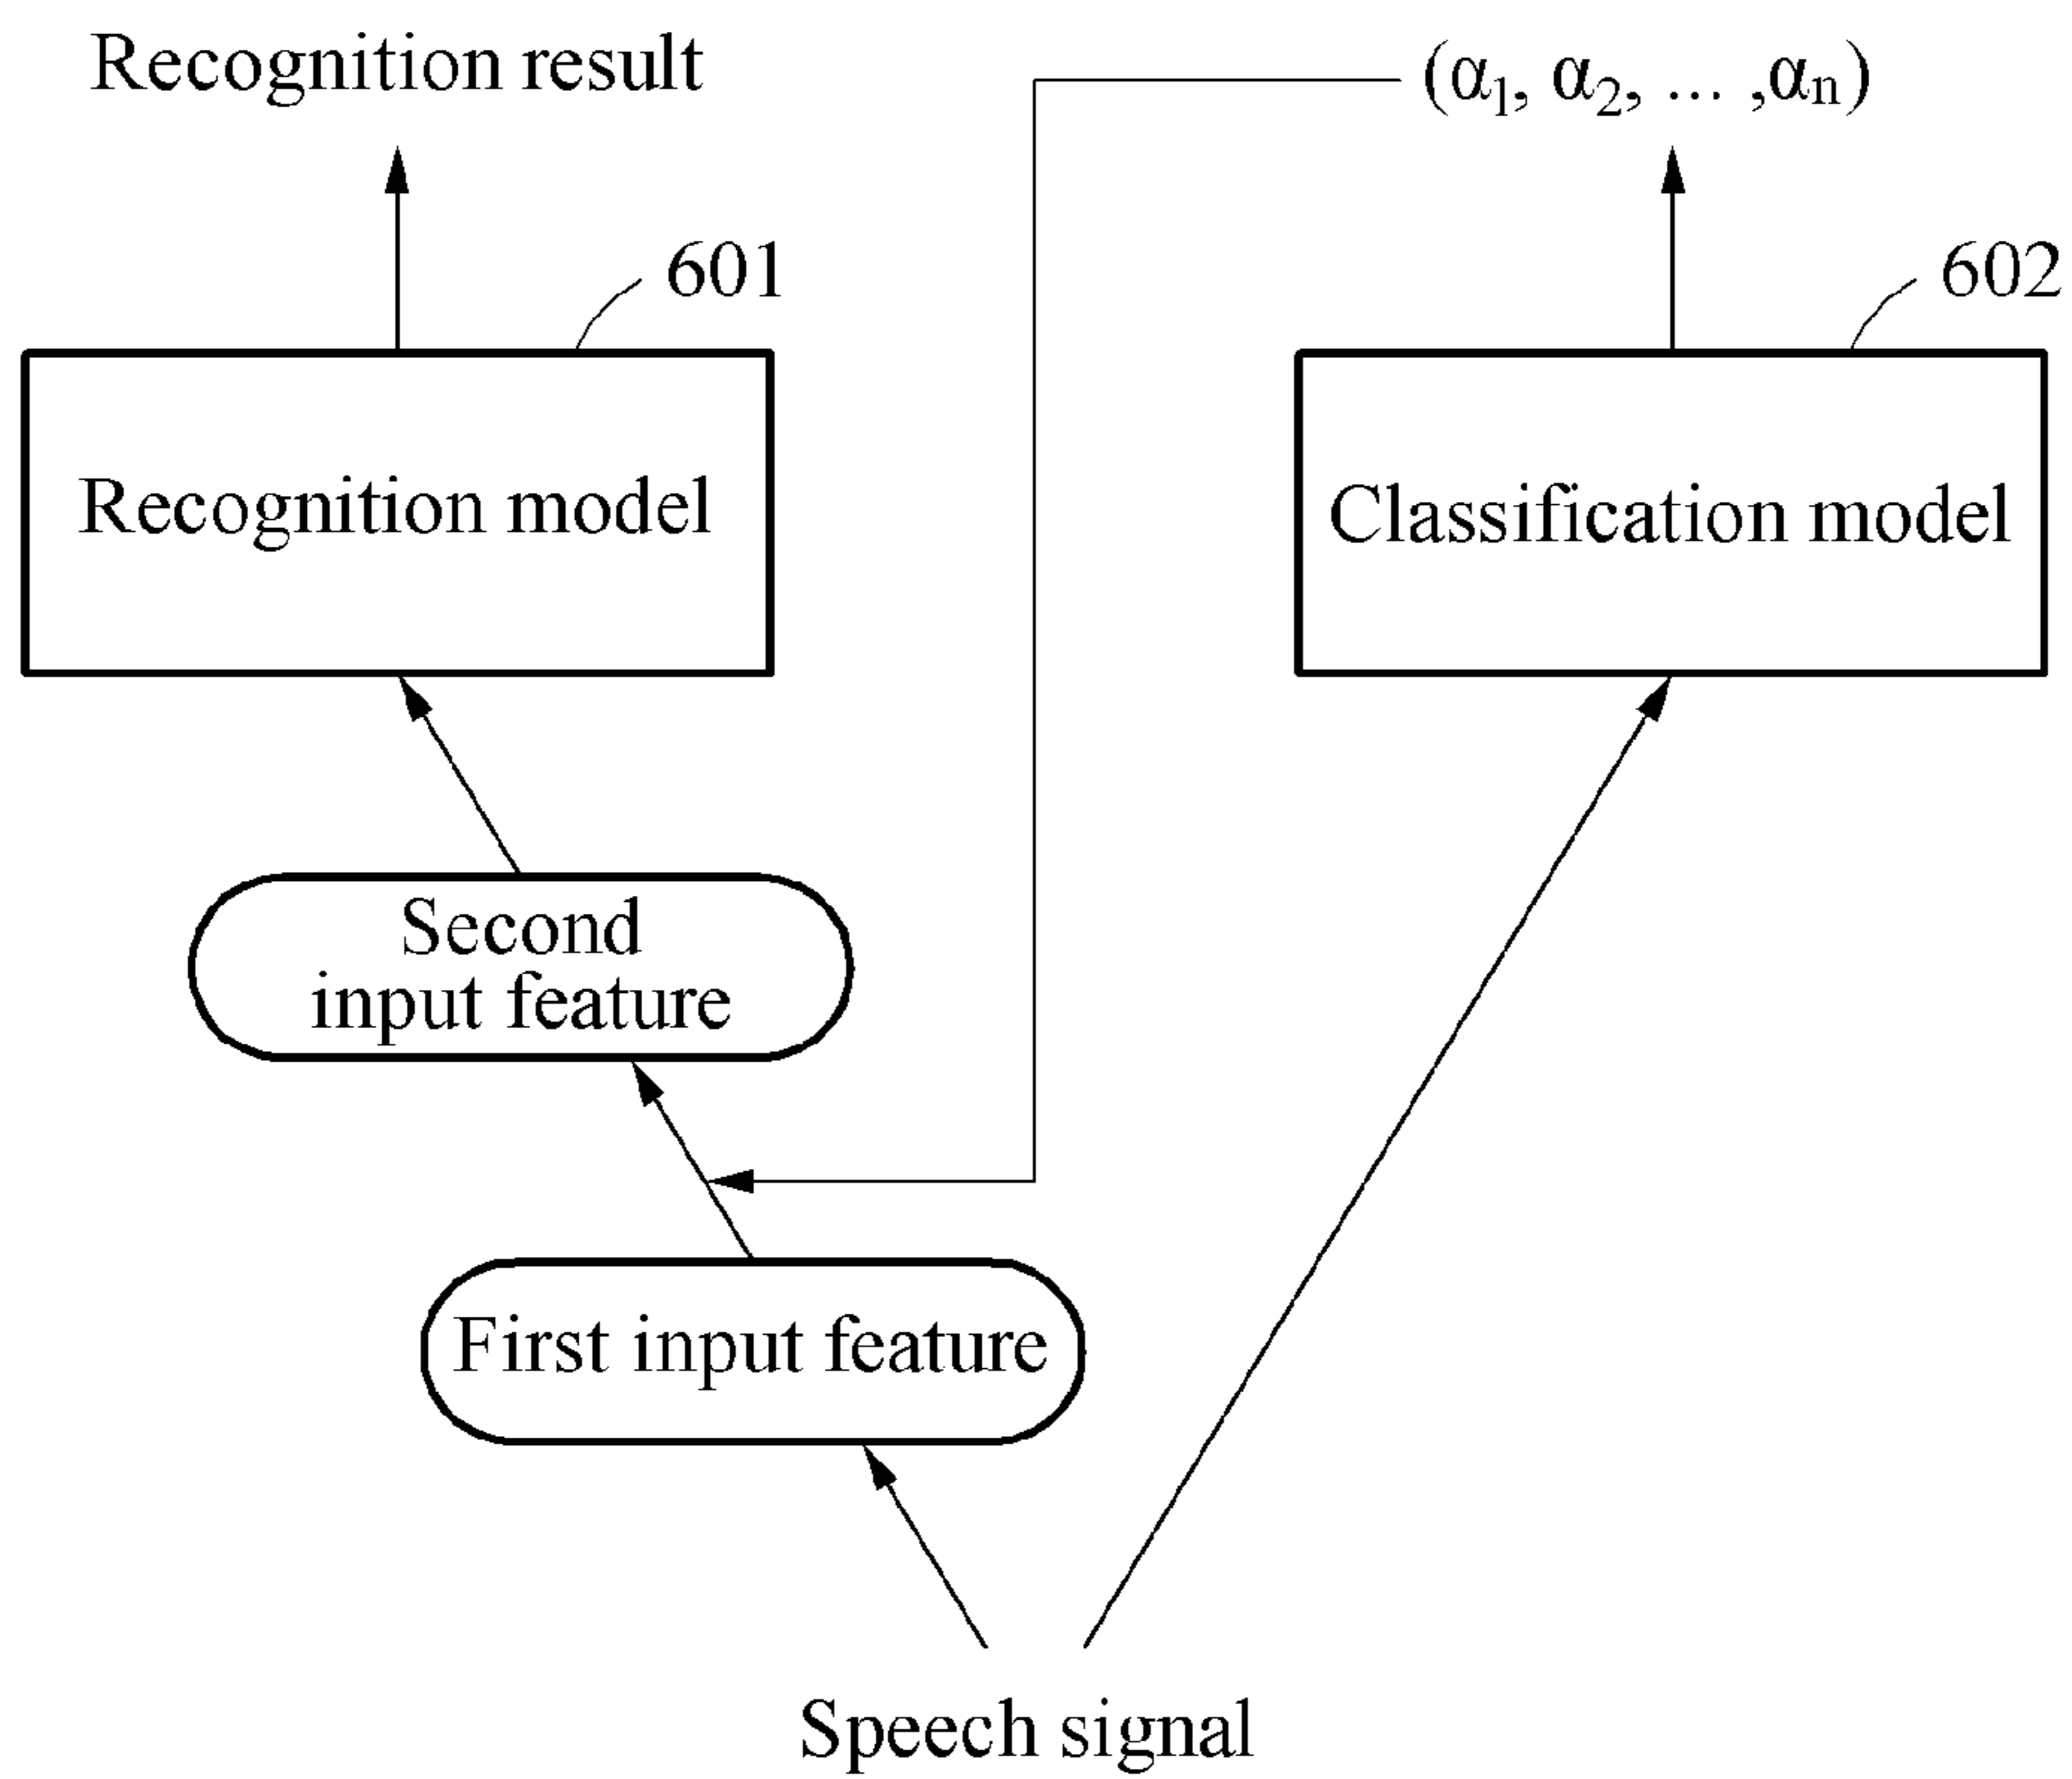 Recognition result
(α1, α2, ... ,αn)
601
602
Recognition model
Classification model
Second
input feature
First input feature
Speech signal